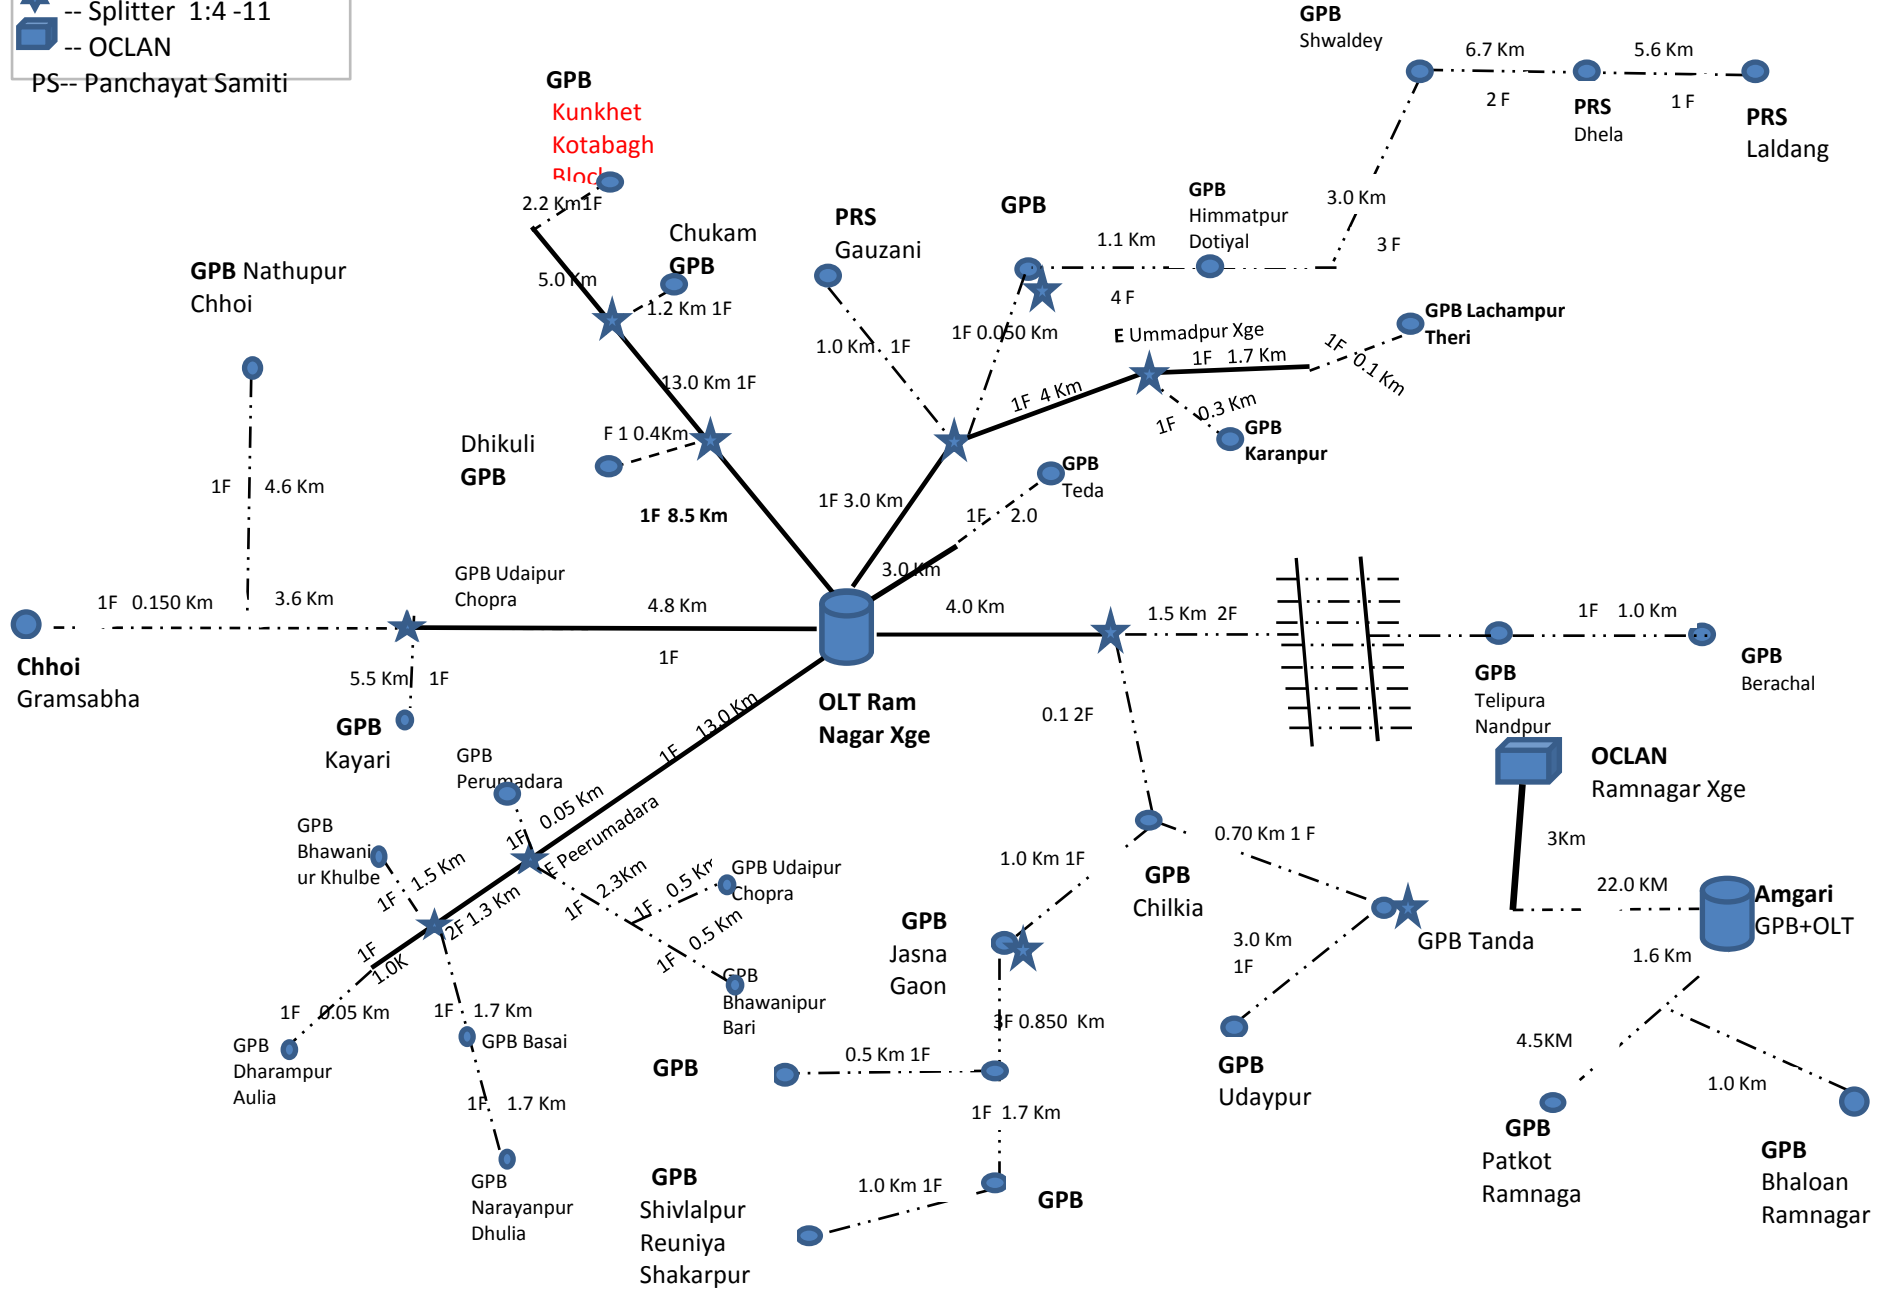 -- Splitter 1:4 -11
-- OCLAN
PS-- Panchayat Samiti
GPB
Kunkhet
Kotabagh
Block
2.2 Km1F
5.0 Km
Chukam
GPB
1.2 Km 1F
13.0 Km 1F
Dhikuli
GPB
F 1 0.4Km
1F 8.5 Km
PRS
Gauzani
1.0 Km 1F
GPB
1F 0.050 Km
1.1 Km
4 F
GPB
Himmatpur
Dotiyal
3.0 Km
3 F
GPB
Shwaldey
6.7 Km
2 F
PRS
Dhela
5.6 Km
1 F
PRS
Laldang
E Ummadpur Xge
1F 1.7 Km
1F 0.1 Km
GPB Lachampur
Theri
1F 4 Km
1F 0.3 Km
GPB
Karanpur
1F 3.0 Km
GPB
Teda
1F 2.0
3.0 Km
GPB Nathupur
Chhoi
1F 4.6 Km
1F 0.150 Km
3.6 Km
Chhoi
Gramsabha
GPB Udaipur
Chopra
4.8 Km
1F
5.5 Km 1F
GPB
Kayari
OLT Ram
Nagar Xge
4.0 Km
1.5 Km 2F
1F 1.0 Km
GPB
Telipura
Nandpur
GPB
Berachal
0.1 2F
OCLAN
Ramnagar Xge
3Km
22.0 KM
Amgari
GPB+OLT
1.6 Km
4.5KM
1.0 Km
GPB
Patkot
Ramnaga
GPB
Bhaloan
Ramnagar
1F 13.0 Km
GPB
Perumadara
1F 0.05 Km
E Peerumadara
GPB
Bhawani
ur Khulbe
1F 1.5 Km
2F 1.3 Km
1F 2.3Km
1F 0.5 Km
GPB Udaipur
Chopra
1F 0.5 Km
GPB
Bhawanipur
Bari
1F
1.0K
1F 0.05 Km
GPB
Dharampur
Aulia
1F 1.7 Km
GPB Basai
1F 1.7 Km
GPB
Narayanpur
Dhulia
GPB
Chilkia
0.70 Km 1 F
1.0 Km 1F
GPB
Jasna
Gaon
GPB Tanda
3.0 Km
1F
GPB
Udaypur
3F 0.850 Km
GPB
0.5 Km 1F
1F 1.7 Km
GPB
Shivlalpur
Reuniya
Shakarpur
1.0 Km 1F
GPB